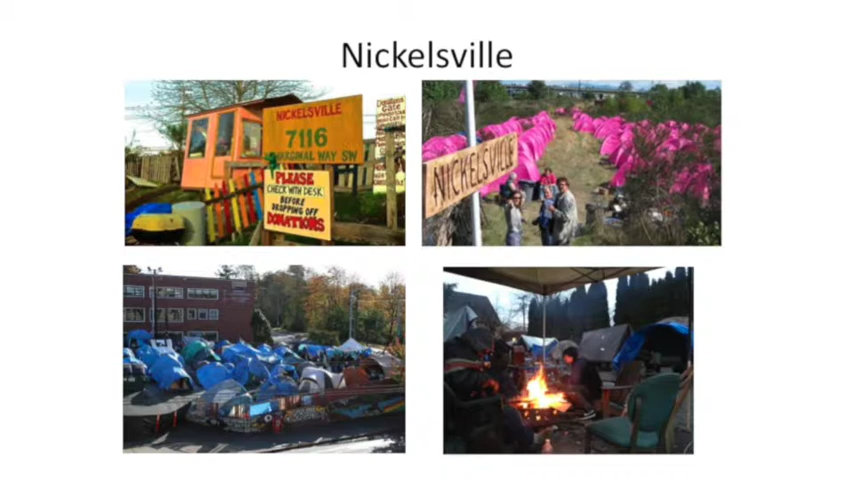 Nickelsville
NICKELSVILLE
7116
MARGINAL WAY SW
PLEASE
CHECK WITH DESK
BEFORE
DROPPING OFF
DONATIONS
NICKELSVILLE